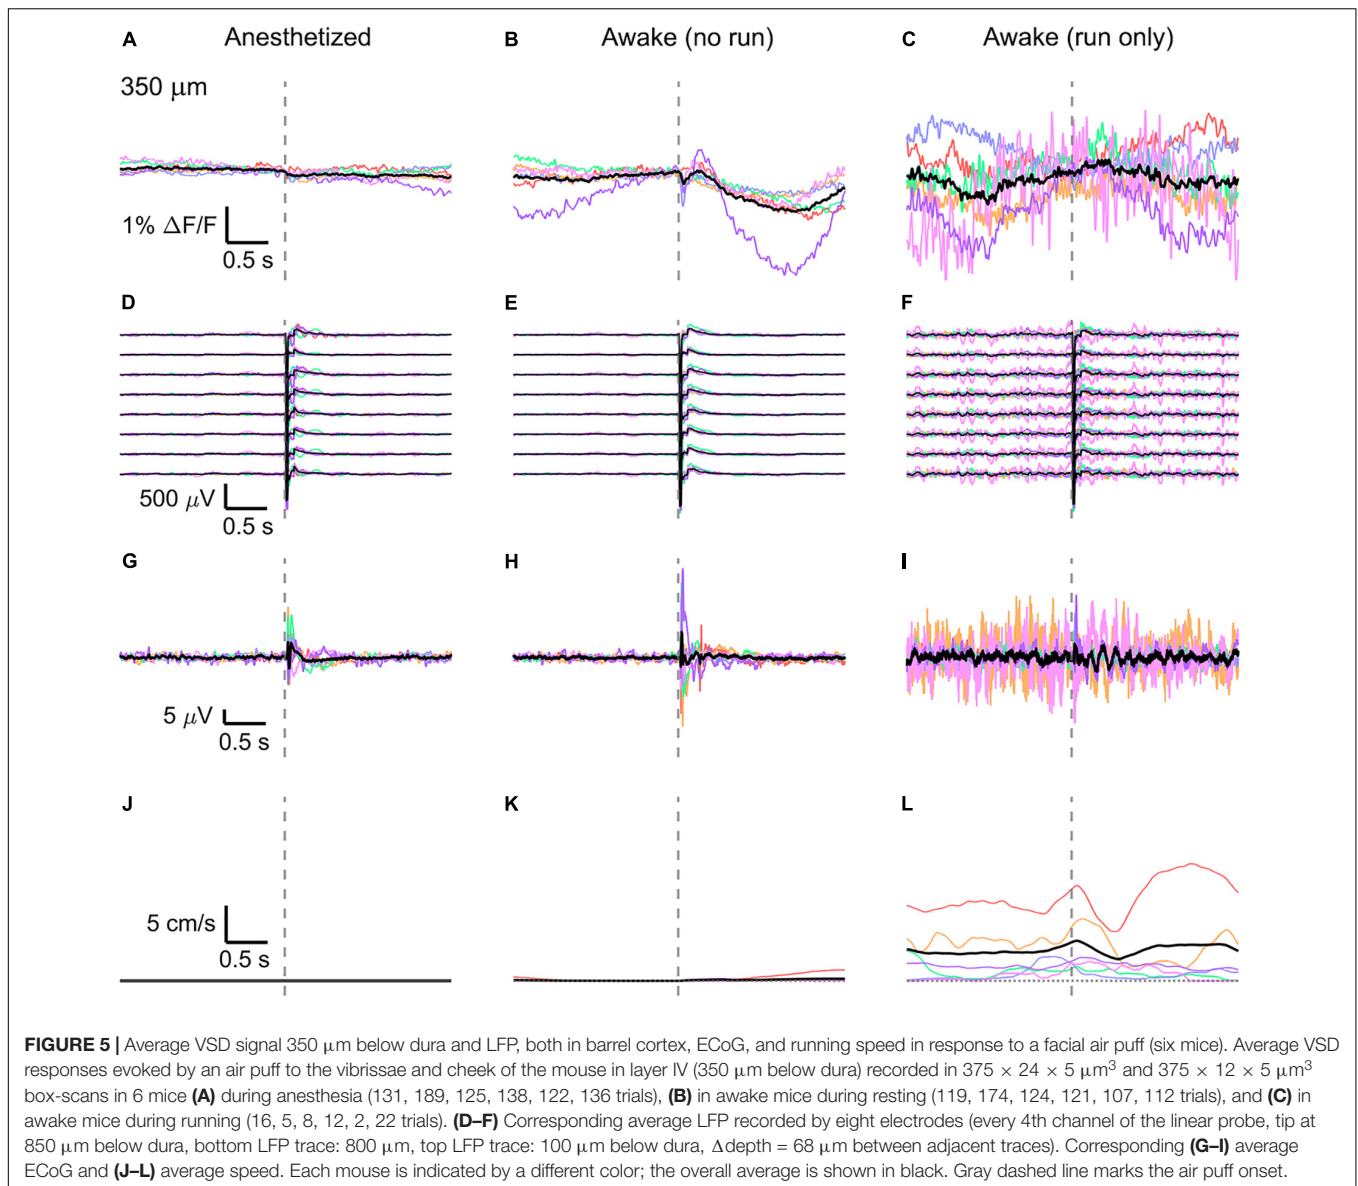 A Anesthetized
B Awake (no run)
C Awake (run only)
350 μm
1% ΔF/F
0.5 s
D
E
F
500 μV
0.5 s
G
H
I
5 μV
0.5 s
J
K
L
5 cm/s
0.5 s
FIGURE 5 | Average VSD signal 350 μm below dura and LFP, both in barrel cortex, ECoG, and running speed in response to a facial air puff (six mice). Average VSD
responses evoked by an air puff to the vibrissae and cheek of the mouse in layer IV (350 μm below dura) recorded in 375 × 24 × 5 μm³ and 375 × 12 × 5 μm³
box-scans in 6 mice (A) during anesthesia (131, 189, 125, 138, 122, 136 trials), (B) in awake mice during resting (119, 174, 124, 121, 107, 112 trials), and (C) in
awake mice during running (16, 5, 8, 12, 2, 22 trials). (D–F) Corresponding average LFP recorded by eight electrodes (every 4th channel of the linear probe, tip at
850 μm below dura, bottom LFP trace: 800 μm, top LFP trace: 100 μm below dura, Δdepth = 68 μm between adjacent traces). Corresponding (G–I) average
ECoG and (J–L) average speed. Each mouse is indicated by a different color; the overall average is shown in black. Gray dashed line marks the air puff onset.